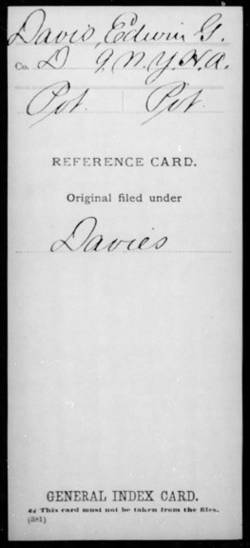 Davis, Edwin G.
Co. D 9 N.Y.H.A.
Pvt. Pvt.
REFERENCE CARD.
Original filed under
Davies
GENERAL INDEX CARD.
This card must not be taken from the files.
(381)